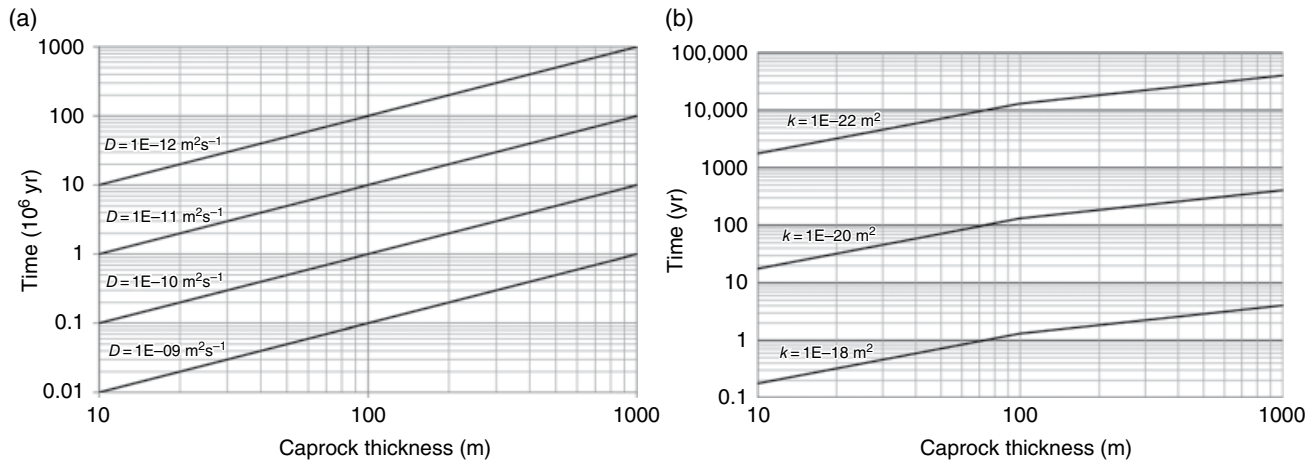 (a)
1000
100
10
1
0.1
0.01
Time (10⁶ yr)
D = 1E–12 m²s⁻¹
D = 1E–11 m²s⁻¹
D = 1E–10 m²s⁻¹
D = 1E–09 m²s⁻¹
10 100 1000
Caprock thickness (m)
(b)
100,000
10,000
1000
100
10
1
0.1
Time (yr)
k = 1E–22 m²
k = 1E–20 m²
k = 1E–18 m²
10 100 1000
Caprock thickness (m)